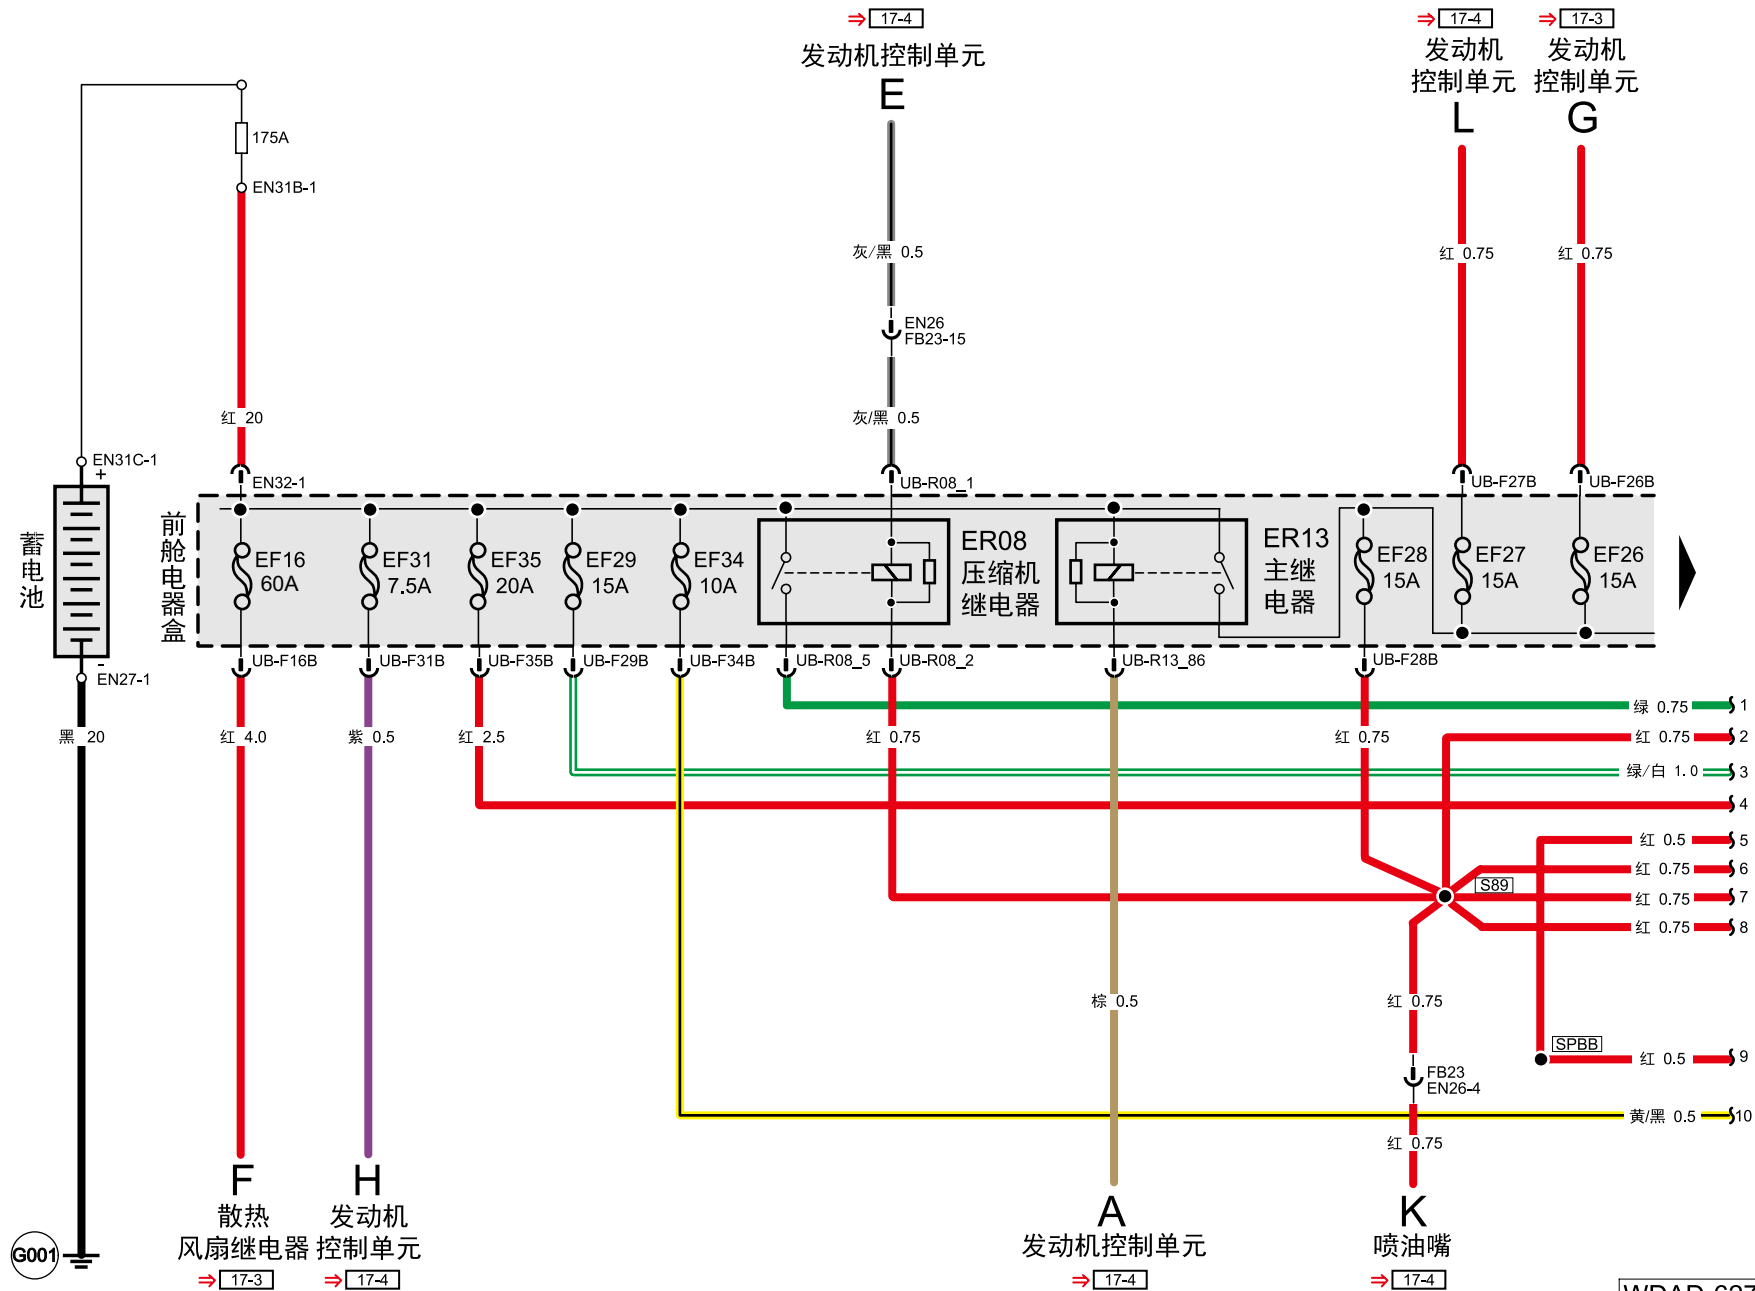 17-4
17-4
17-3
发动机控制单元
发动机
控制单元
发动机
控制单元
E
L
G
175A
EN31B-1
灰/黑 0.5
红 0.75
红 0.75
EN26
FB23-15
红 20
灰/黑 0.5
EN31C-1
+
EN32-1
UB-R08_1
UB-F27B
UB-F26B
蓄电池
前舱电器盒
EF16
60A
EF31
7.5A
EF35
20A
EF29
15A
EF34
10A
ER08
压缩机
继电器
ER13
主继
电器
EF28
15A
EF27
15A
EF26
15A
-
EN27-1
UB-F16B
UB-F31B
UB-F35B
UB-F29B
UB-F34B
UB-R08_5
UB-R08_2
UB-R13_86
UB-F28B
黑 20
红 4.0
紫 0.5
红 2.5
红 0.75
红 0.75
绿 0.75 1
红 0.75 2
绿/白 1.0 3
4
红 0.5 5
红 0.75 6
S89
红 0.75 7
红 0.75 8
棕 0.5
红 0.75
SPBB
红 0.5 9
FB23
EN26-4
黄/黑 0.5 10
红 0.75
F
散热
风扇继电器
17-3
H
发动机
控制单元
17-4
A
发动机控制单元
17-4
K
喷油嘴
17-4
G001